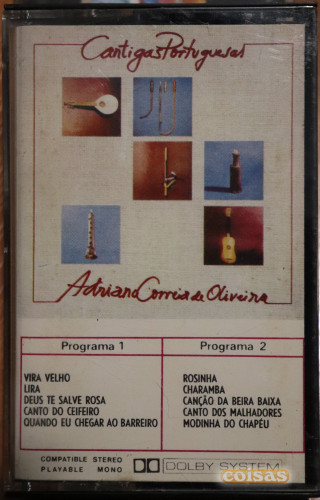 Cantigas Portuguesas
Adriano Correia de Oliveira
Programa 1
VIRA VELHO
LIRA
DEUS TE SALVE ROSA
CANTO DO CEIFEIRO
QUANDO EU CHEGAR AO BARREIRO
Programa 2
ROSINHA
CHARAMBA
CANÇÃO DA BEIRA BAIXA
CANTO DOS MALHADORES
MODINHA DO CHAPÉU
COMPATIBLE STEREO
PLAYABLE MONO
DOLBY SYSTEM
coisas